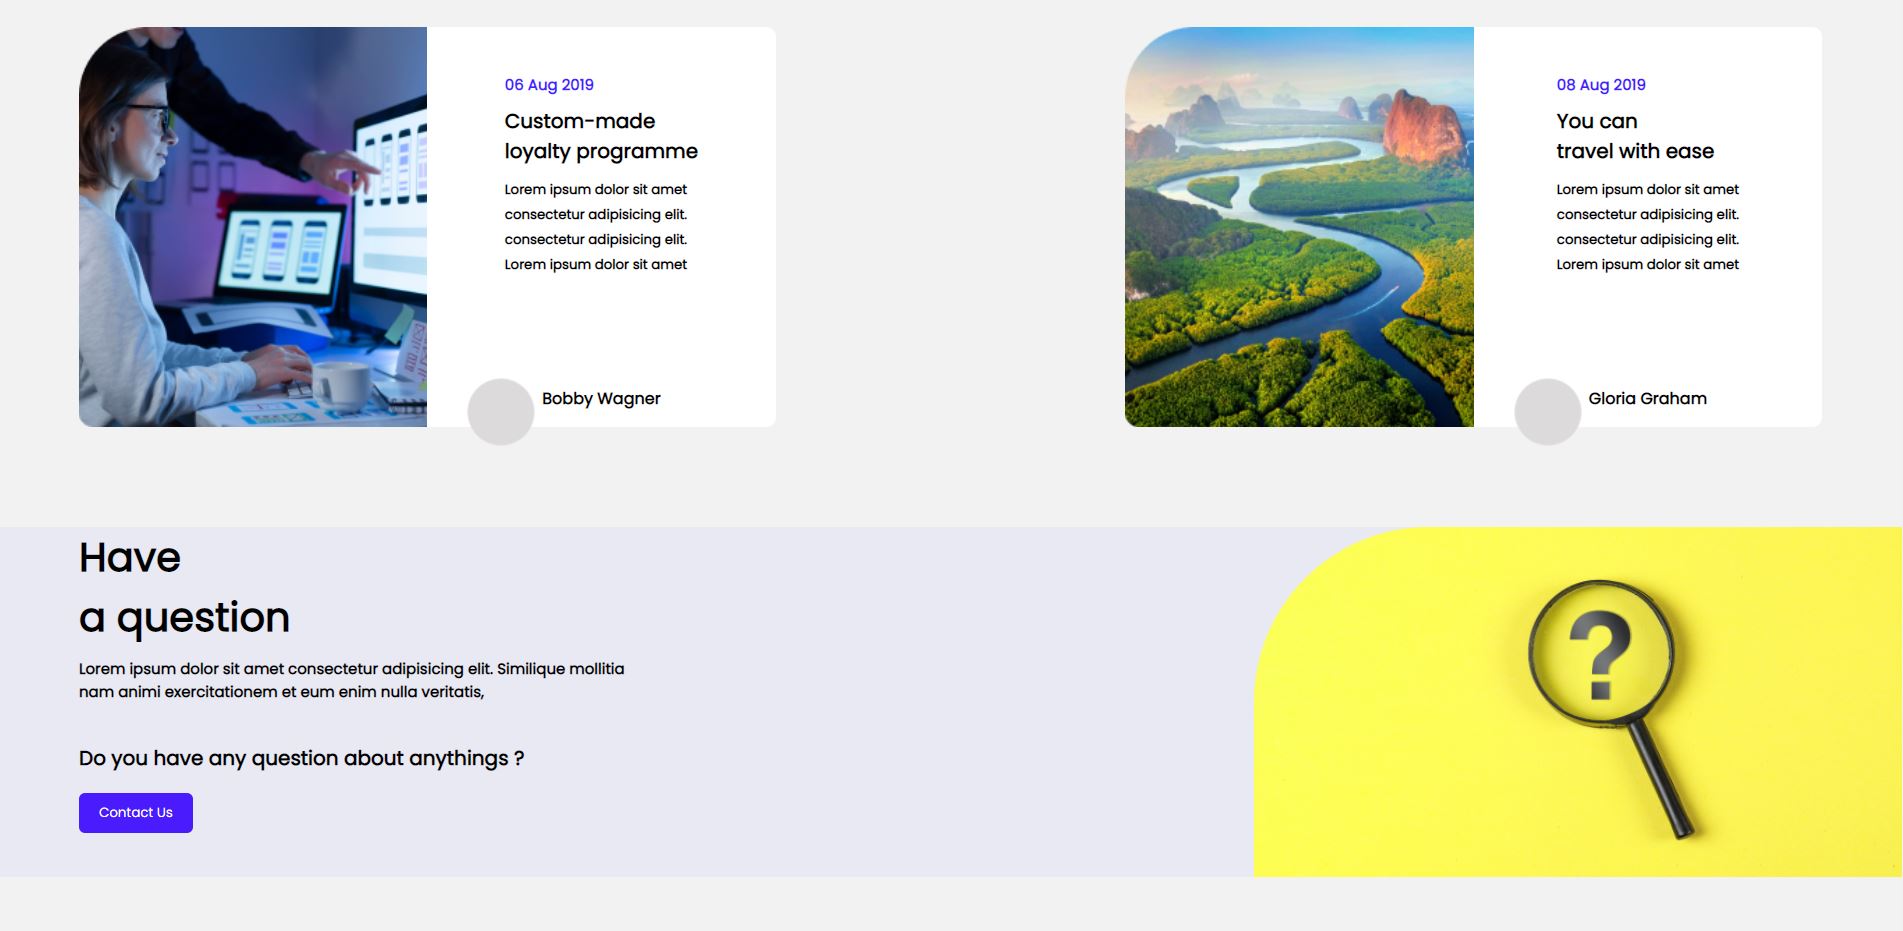 06 Aug 2019
Custom-made
loyalty programme
Lorem ipsum dolor sit amet
consectetur adipisicing elit.
consectetur adipisicing elit.
Lorem ipsum dolor sit amet
Bobby Wagner
08 Aug 2019
You can
travel with ease
Lorem ipsum dolor sit amet
consectetur adipisicing elit.
consectetur adipisicing elit.
Lorem ipsum dolor sit amet
Gloria Graham
Have
a question
Lorem ipsum dolor sit amet consectetur adipisicing elit. Similique mollitia
nam animi exercitationem et eum enim nulla veritatis,
Do you have any question about anythings ?
Contact Us
?